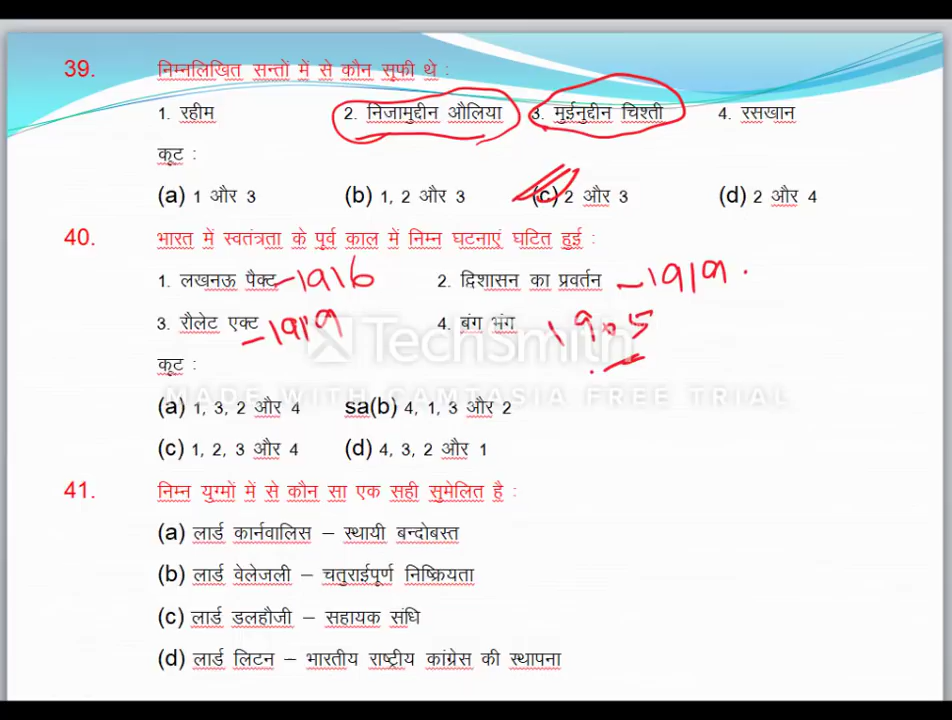 39. निम्नलिखित सन्तों में से कौन सूफी थे :
1. रहीम 2. निजामुद्दीन औलिया 3. मुईनुद्दीन चिश्ती 4. रसखान
कूट :
(a) 1 और 3 (b) 1, 2 और 3 (c) 2 और 3 (d) 2 और 4
40. भारत में स्वतंत्रता के पूर्व काल में निम्न घटनाएं घटित हुई :
1. लखनऊ पैक्ट -1916 2. द्विशासन का प्रवर्तन -1919
3. रौलेट एक्ट -1919 4. बंग भंग 1905
TechSmith
कूट :
MADE WITH CAMTASIA FREE TRIAL
(a) 1, 3, 2 और 4 sa(b) 4, 1, 3 और 2
(c) 1, 2, 3 और 4 (d) 4, 3, 2 और 1
41. निम्न युग्मों में से कौन सा एक सही सुमेलित है :
(a) लार्ड कार्नवालिस – स्थायी बन्दोबस्त
(b) लार्ड वेलेजली – चतुराईपूर्ण निष्क्रियता
(c) लार्ड डलहौजी – सहायक संधि
(d) लार्ड लिटन – भारतीय राष्ट्रीय कांग्रेस की स्थापना